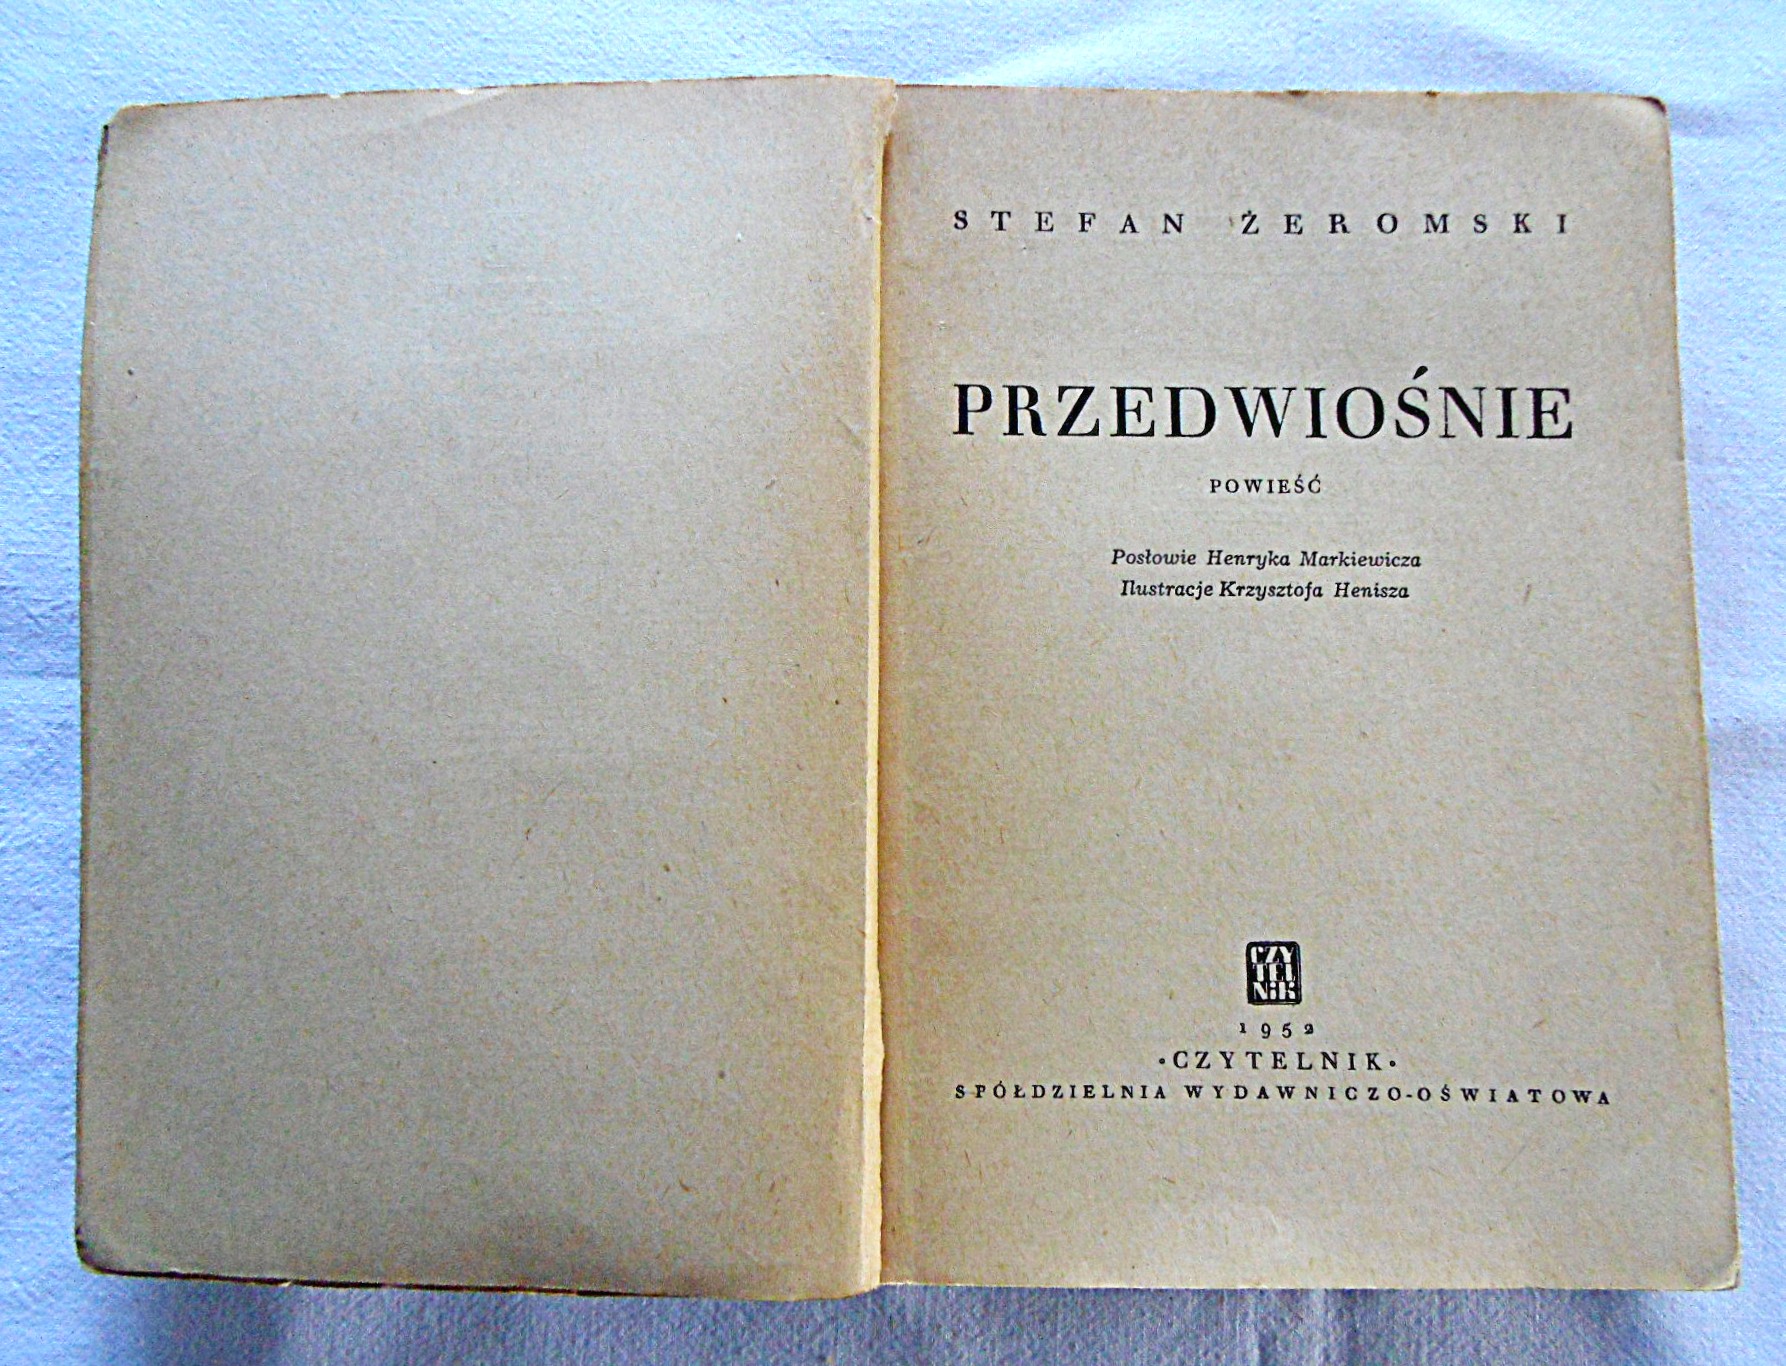 STEFAN ŻEROMSKI
PRZEDWIOŚNIE
POWIEŚĆ
Posłowie Henryka Markiewicza
Ilustracje Krzysztofa Henisza
CZY
TEL
NIK
1952
•CZYTELNIK•
SPÓŁDZIELNIA WYDAWNICZO-OŚWIATOWA